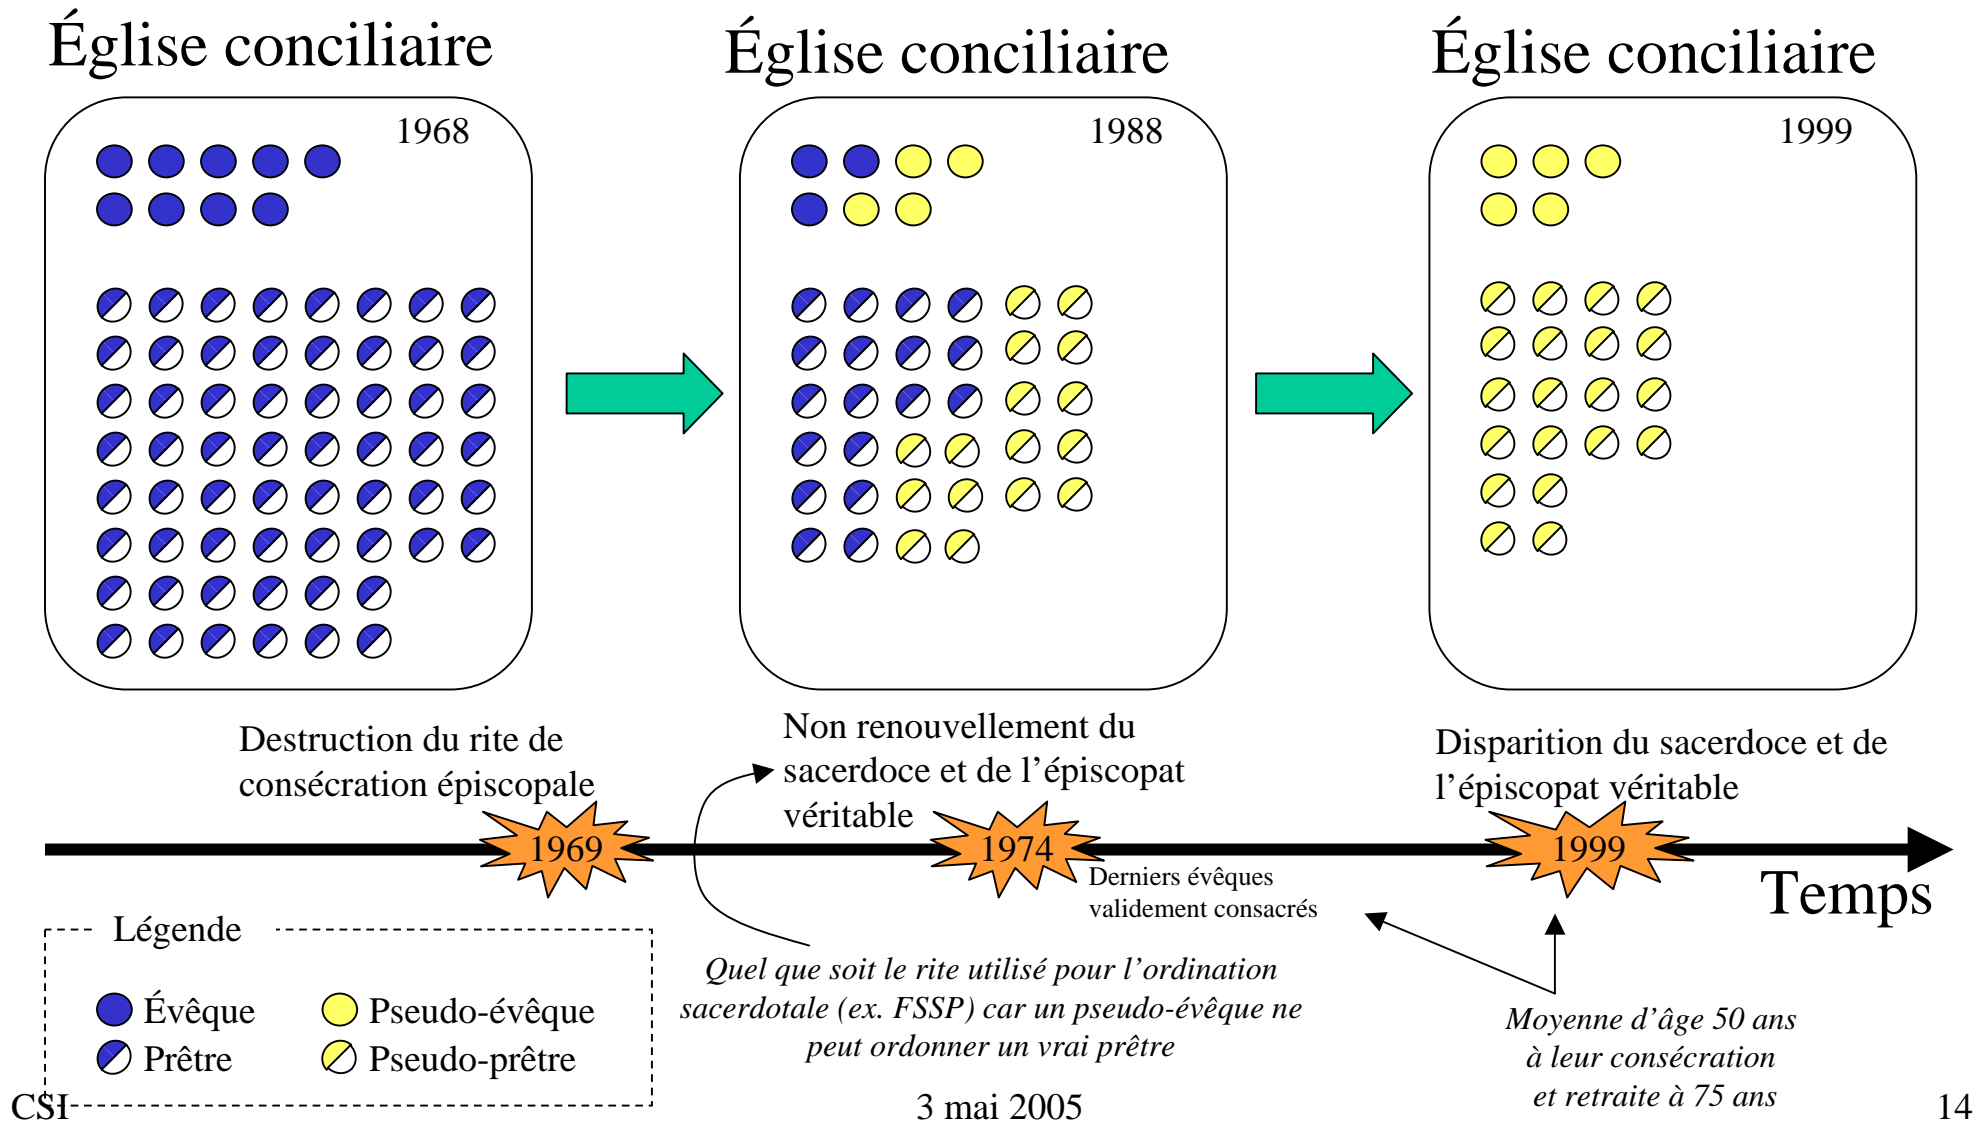 Église conciliaire
Église conciliaire
Église conciliaire
1968
1988
1999
Destruction du rite de
consécration épiscopale
Non renouvellement du
sacerdoce et de l’épiscopat
véritable
Disparition du sacerdoce et de
l’épiscopat véritable
1969
1974
1999
Derniers évêques
validement consacrés
Temps
Légende
Évêque
Pseudo-évêque
Prêtre
Pseudo-prêtre
Quel que soit le rite utilisé pour l’ordination
sacerdotale (ex. FSSP) car un pseudo-évêque ne
peut ordonner un vrai prêtre
Moyenne d’âge 50 ans
à leur consécration
et retraite à 75 ans
CSI
3 mai 2005
14